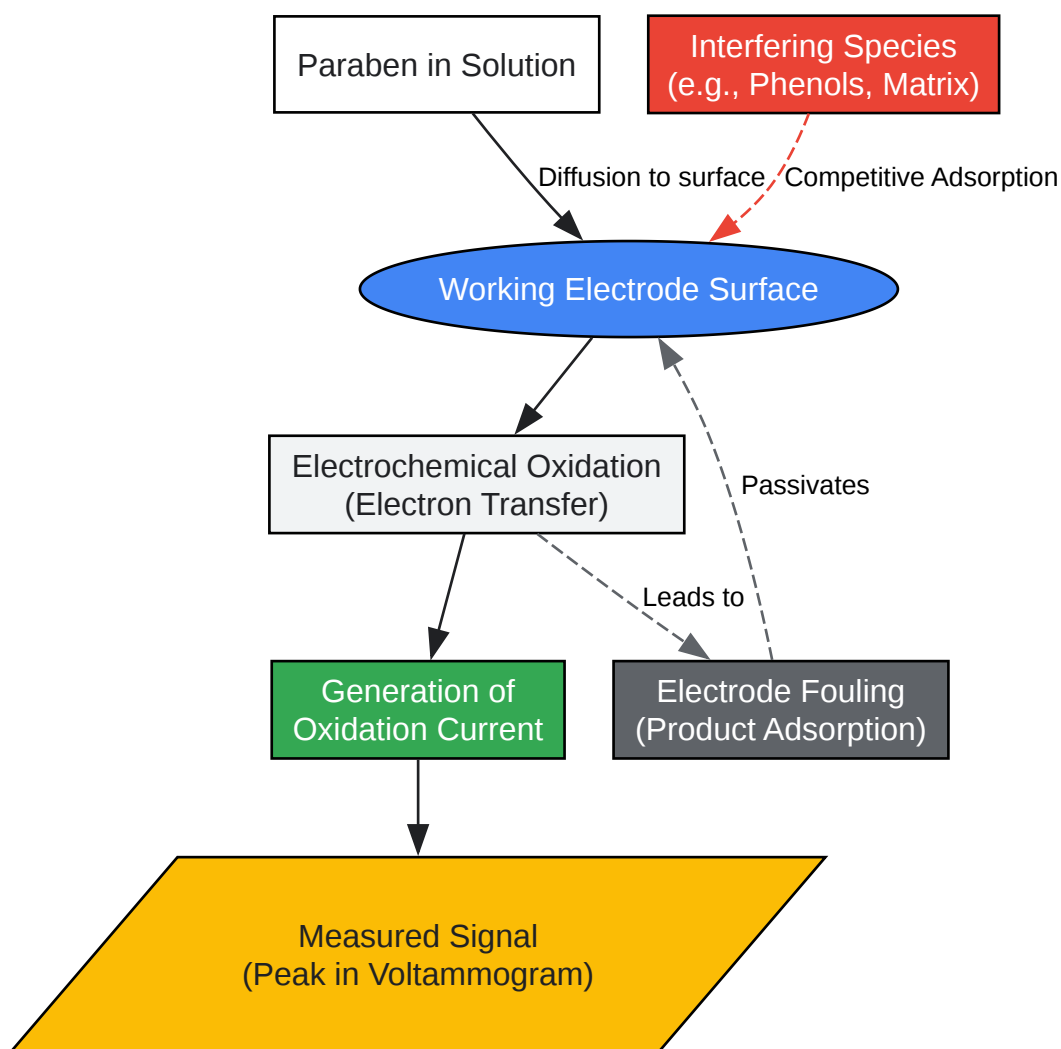 Paraben in Solution
Interfering Species
(e.g., Phenols, Matrix)
Diffusion to surface
Competitive Adsorption
Working Electrode Surface
Electrochemical Oxidation
(Electron Transfer)
Passivates
Leads to
Generation of
Oxidation Current
Electrode Fouling
(Product Adsorption)
Measured Signal
(Peak in Voltammogram)